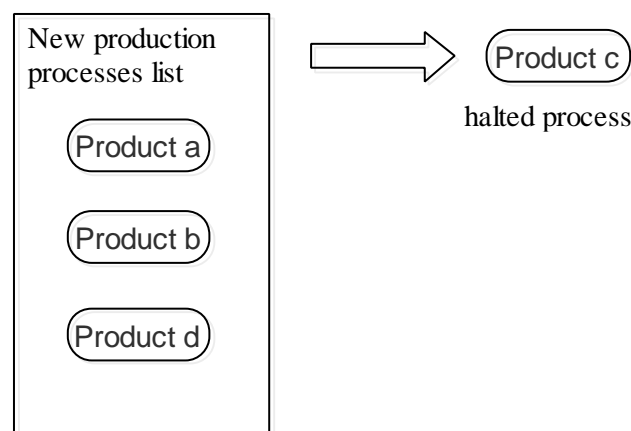 New production
processes list
Product a
Product b
Product d
Product c
halted process